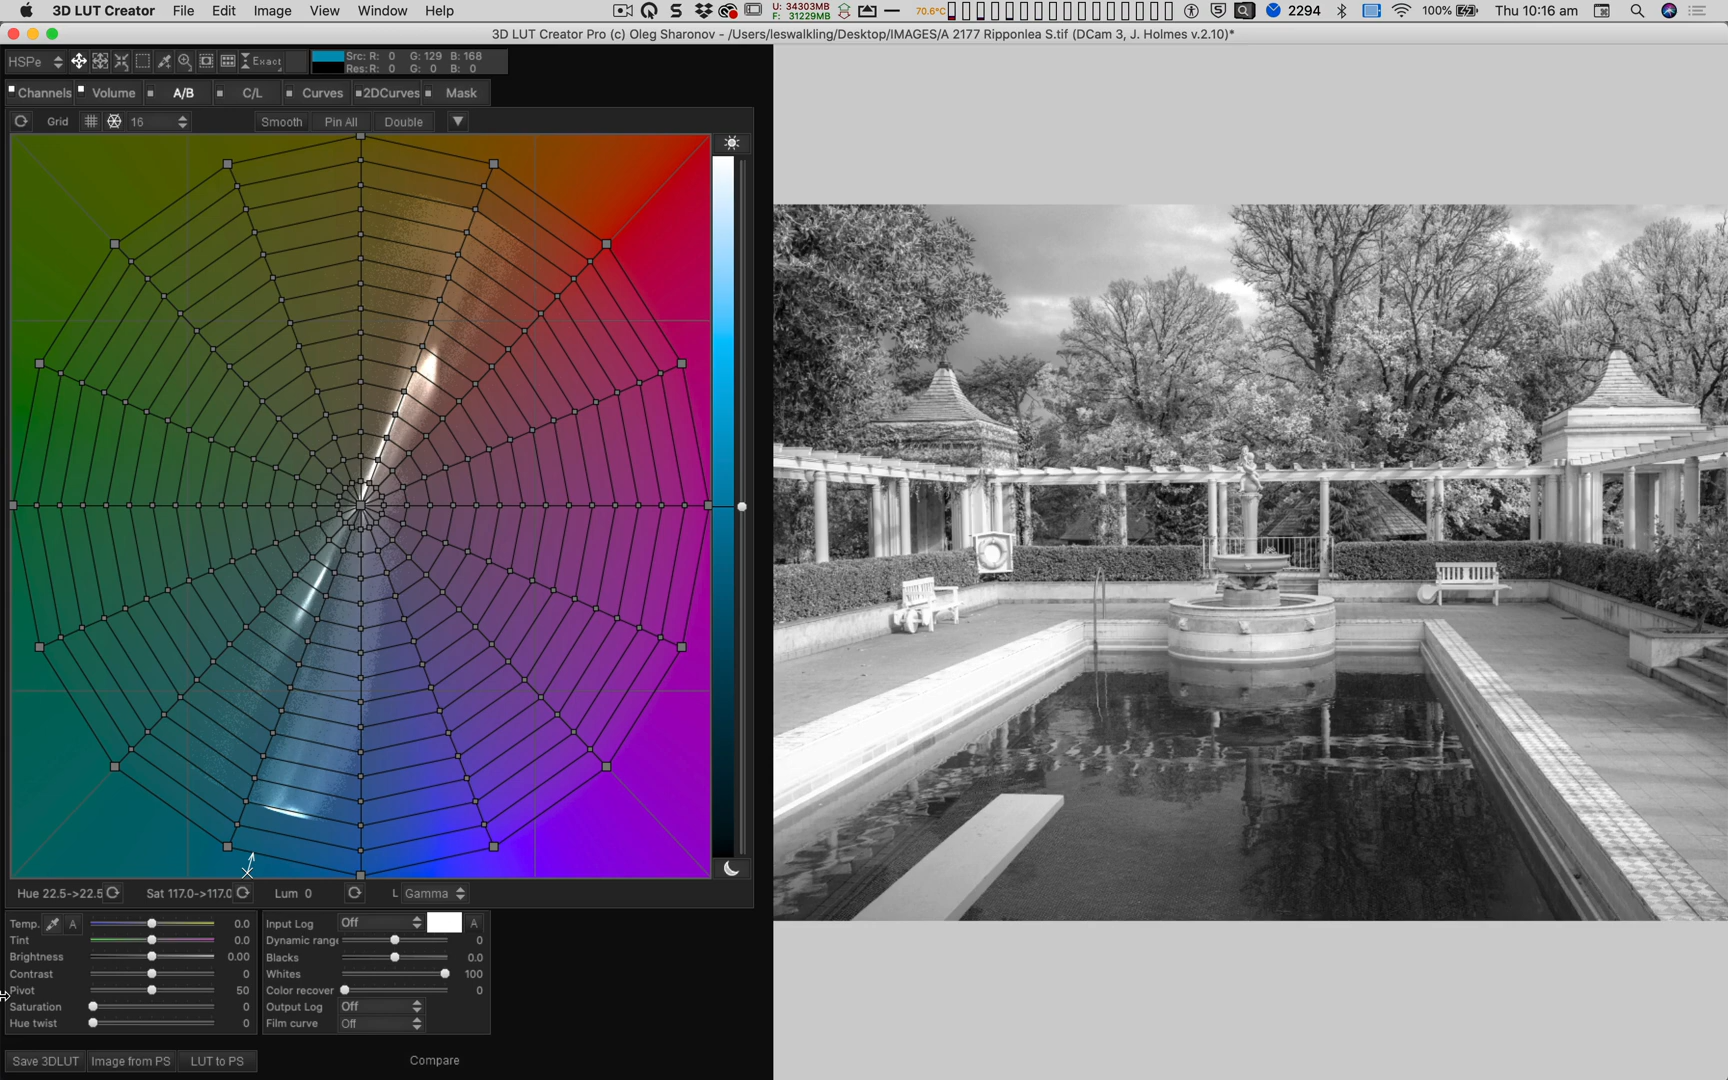 3D LUT Creator File Edit Image View Window Help
U: 34303MB
F: 31229MB
70.6°C
2294
100%
Thu 10:16 am
3D LUT Creator Pro (c) Oleg Sharonov - /Users/leswalkling/Desktop/IMAGES/A 2177 Ripponlea S.tif (DCam 3, J. Holmes v.2.10)*
HSPe Exact Src: R: 0 G: 129 B: 168
Res: R: 0 G: 0 B: 0
Channels Volume A/B C/L Curves 2DCurves Mask
Grid 16 Smooth Pin All Double
Hue 22.5->22.5 Sat 117.0->117.0 Lum 0 L Gamma
Temp. A 0.0 Input Log Off A
Tint 0.0 Dynamic range 0
Brightness 0.00 Blacks 0.0
Contrast 0 Whites 100
Pivot 50 Color recover 0
Saturation 0 Output Log Off
Hue twist 0 Film curve Off
Save 3DLUT Image from PS LUT to PS Compare